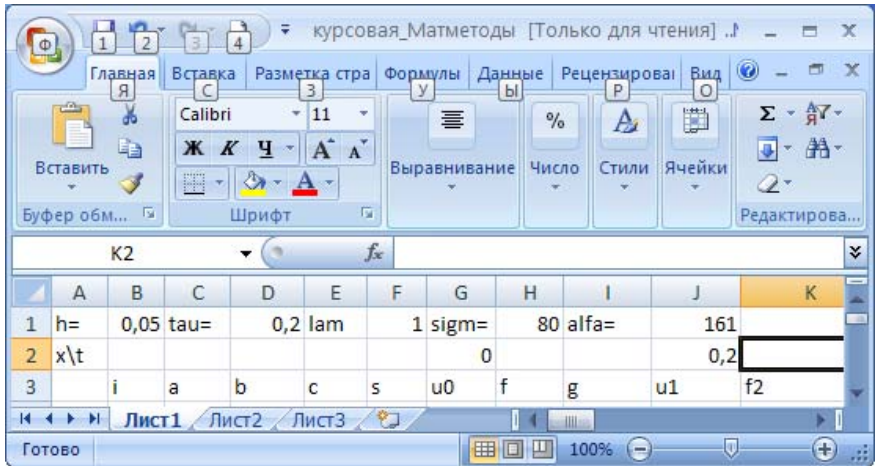 1 2 3 4 курсовая_Матметоды [Только для чтения] ..
Ф
Главная Вставка Разметка стра Формулы Данные Рецензироваı Вид
Я С З У Ы Р О
Calibri 11
Вставить Ж К Ч А А Выравнивание Число Стили Ячейки
% А Σ А Я
Буфер обм... Шрифт Редактирова...
K2 fx
A B C D E F G H I J K
1 h= 0,05 tau= 0,2 lam 1 sigm= 80 alfa= 161
2 x\t 0 0,2
3 i a b c s u0 f g u1 f2
Лист1 Лист2 Лист3
Готово 100%